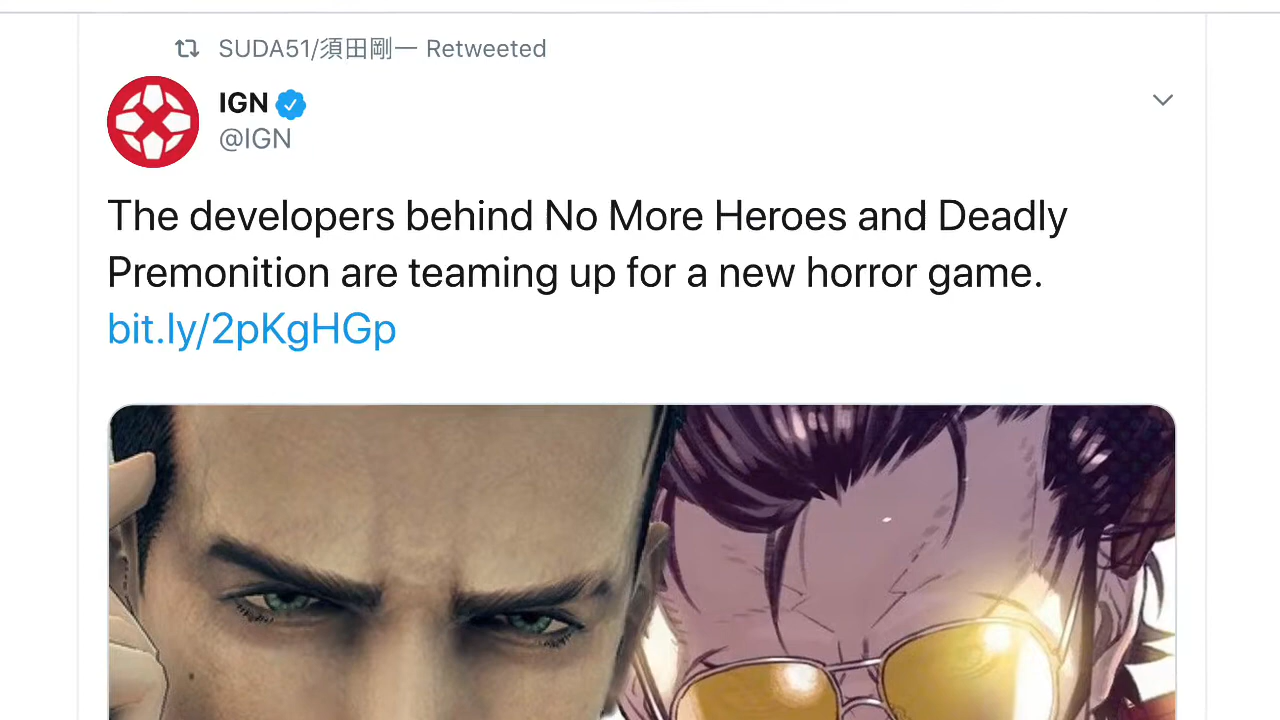 SUDA51/須田剛一 Retweeted
IGN
@IGN
The developers behind No More Heroes and Deadly
Premonition are teaming up for a new horror game.
bit.ly/2pKgHGp